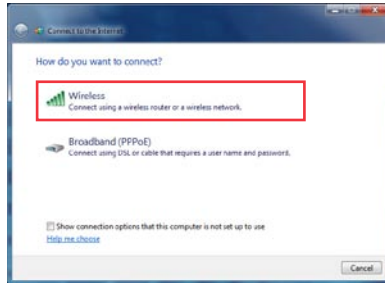 Connect to the Internet
How do you want to connect?
Wireless
Connect using a wireless router or a wireless network.
Broadband (PPPoE)
Connect using DSL or cable that requires a user name and password.
Show connection options that this computer is not set up to use
Help me choose
Cancel